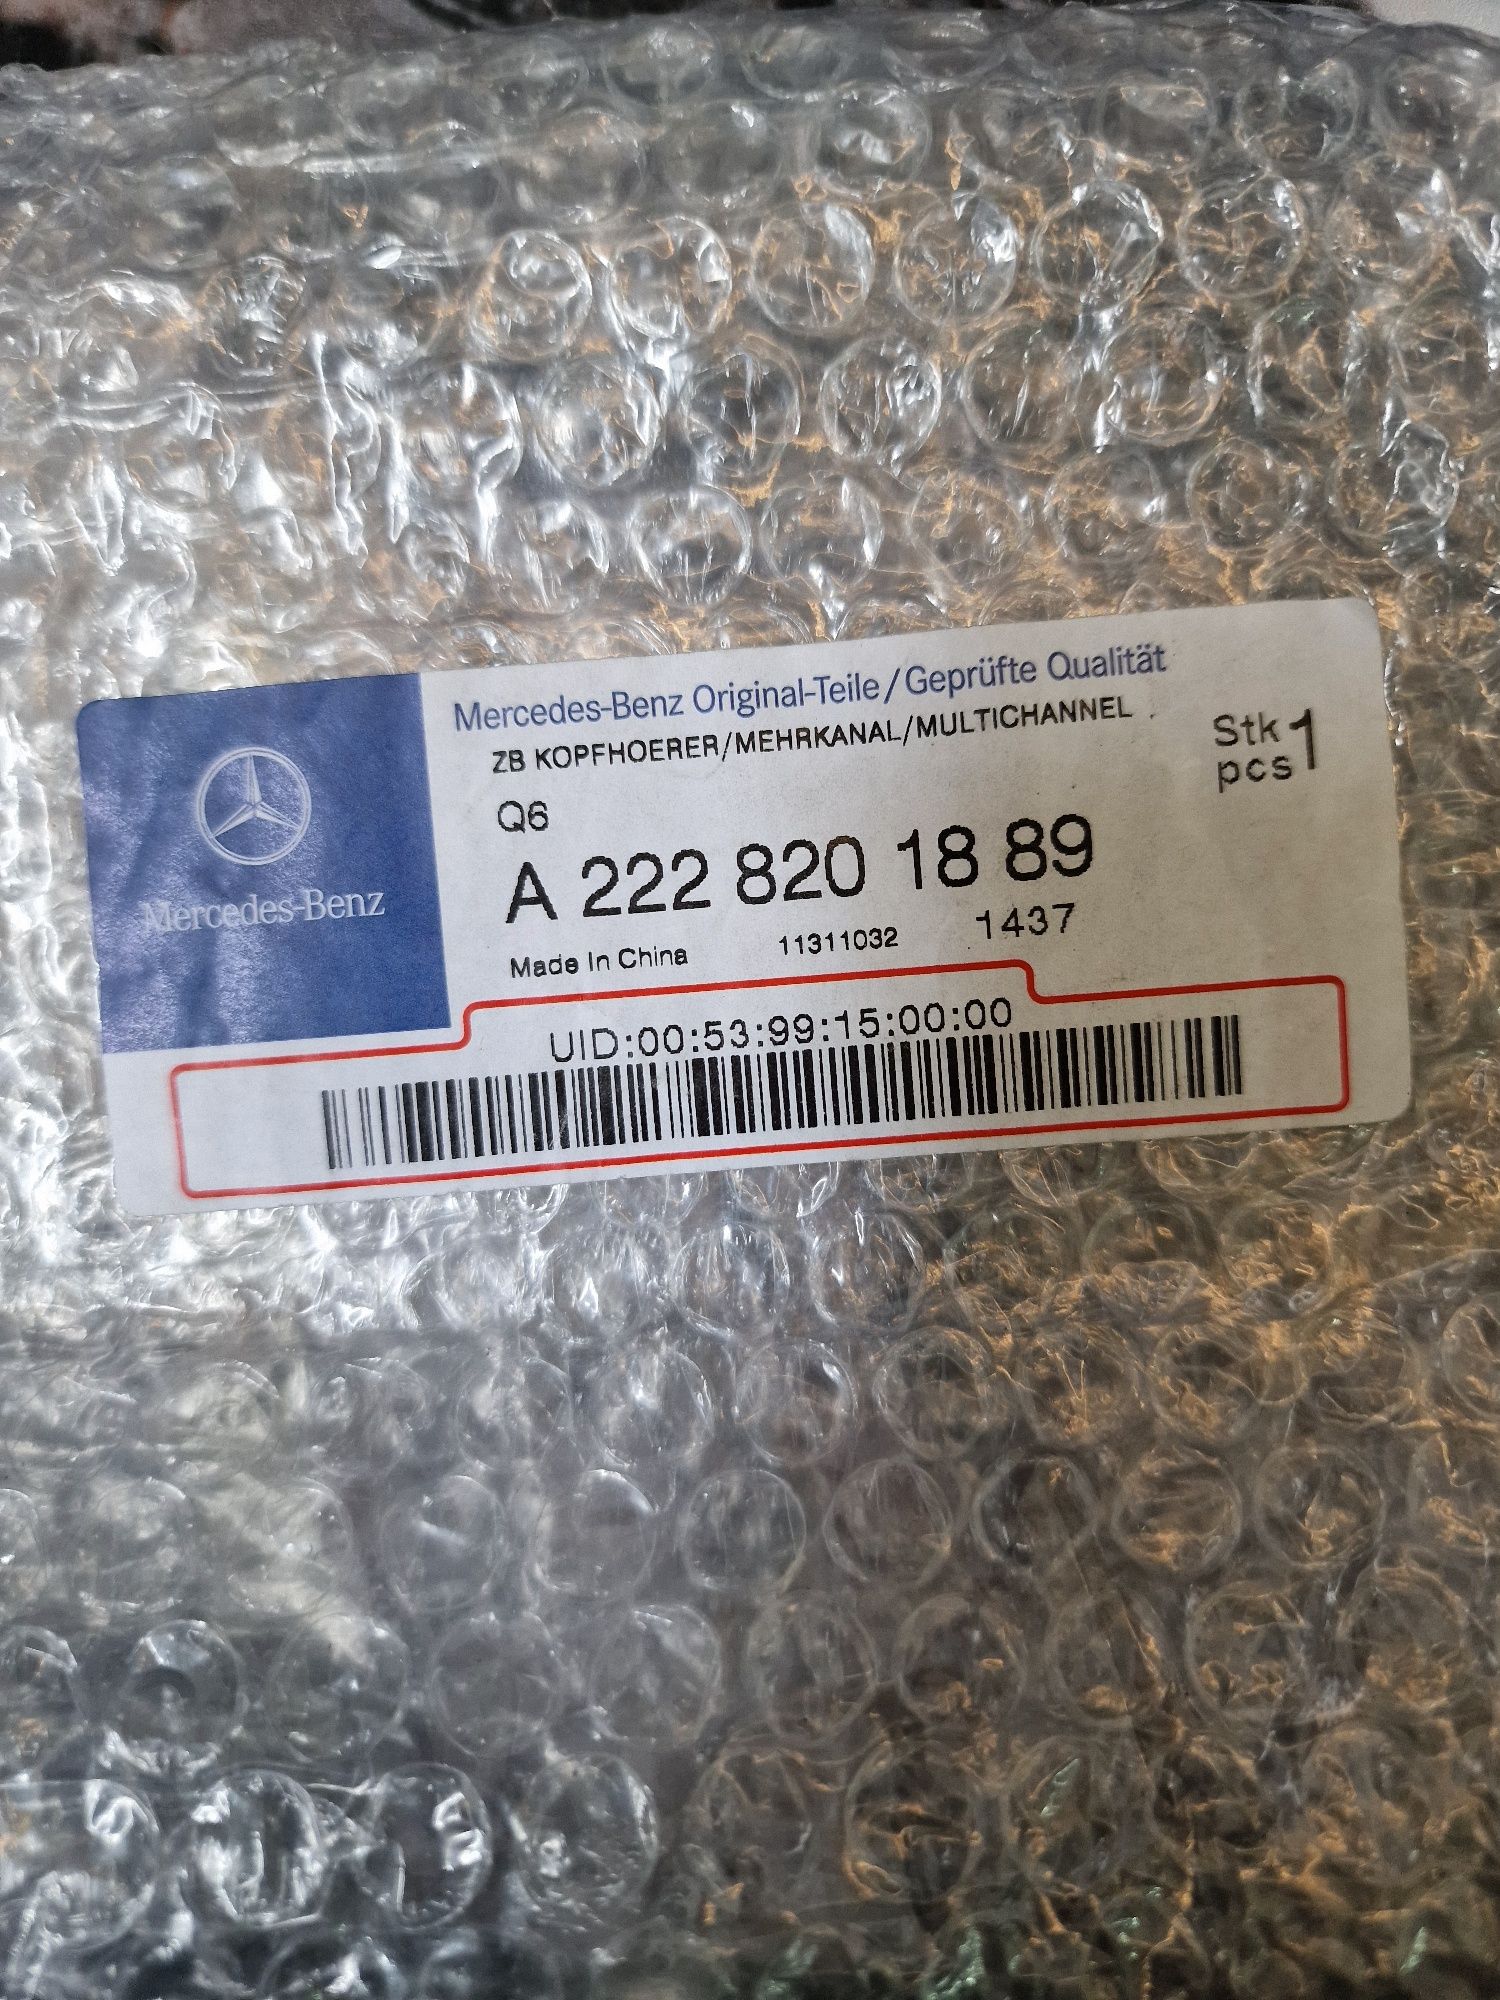 Mercedes-Benz
Mercedes-Benz Original-Teile/Geprüfte Qualität
ZB KOPFHOERER/MEHRKANAL/MULTICHANNEL
Stk 1
pcs
Q6
A 222 820 18 89
Made In China 11311032 1437
UID:00:53:99:15:00:00